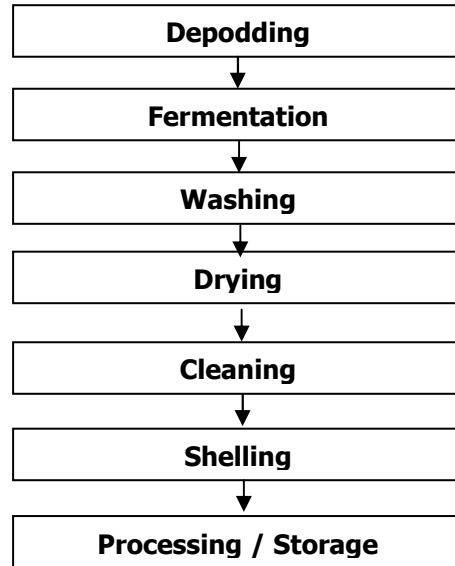 Depodding
Fermentation
Washing
Drying
Cleaning
Shelling
Processing / Storage